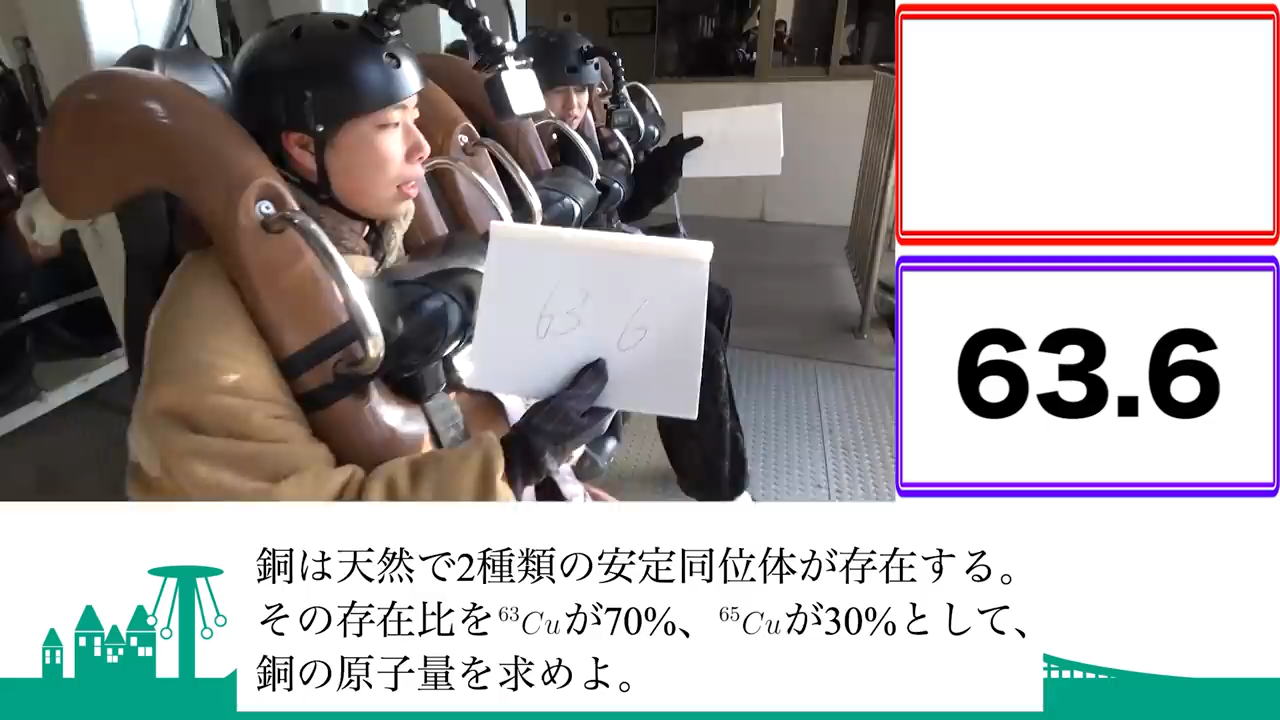 63 6
63.6
銅は天然で2種類の安定同位体が存在する。
その存在比を⁶³Cuが70%、⁶⁵Cuが30%として、
銅の原子量を求めよ。